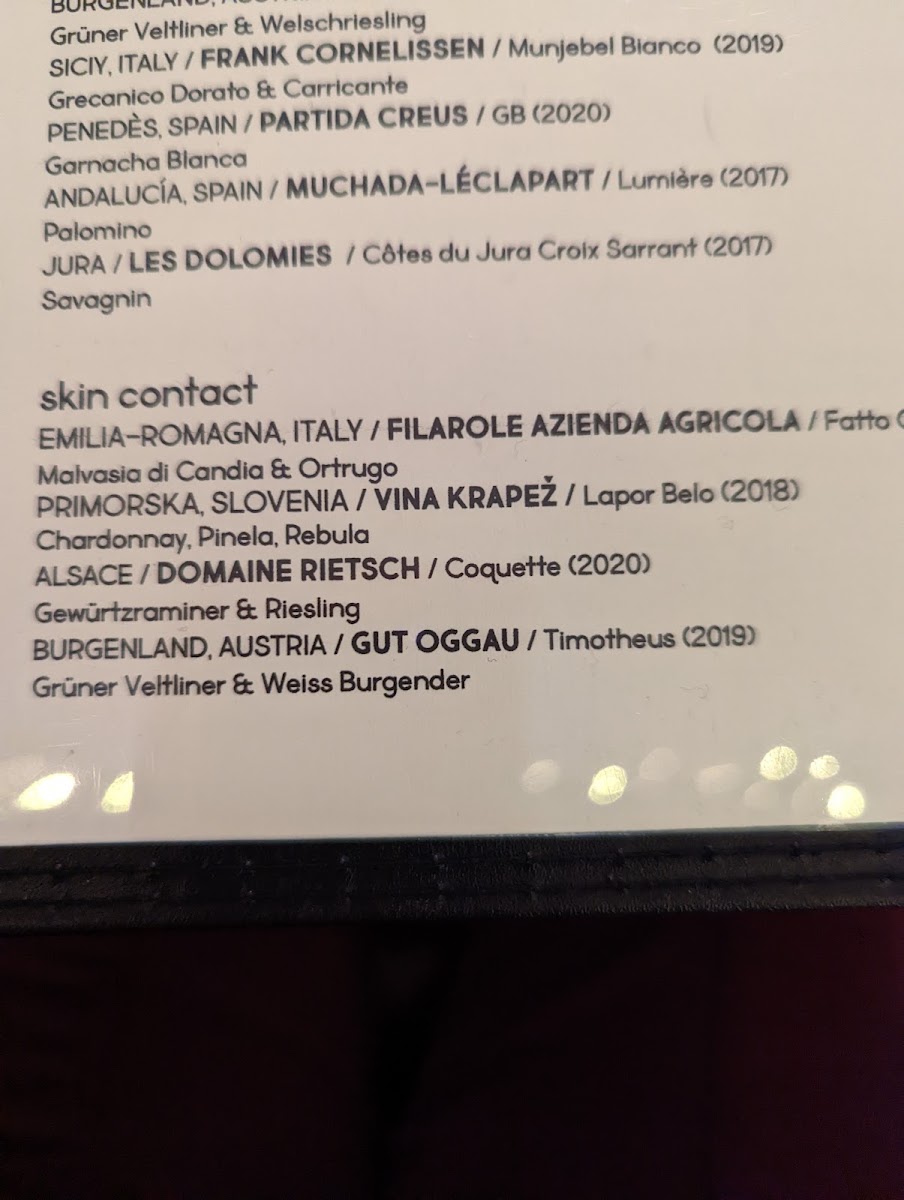 BURGENLAND,
Grüner Veltliner & Welschriesling
SICIY, ITALY / FRANK CORNELISSEN / Munjebel Bianco (2019)
Grecanico Dorato & Carricante
PENEDÈS, SPAIN / PARTIDA CREUS / GB (2020)
Garnacha Blanca
ANDALUCÍA, SPAIN / MUCHADA-LÉCLAPART / Lumière (2017)
Palomino
JURA / LES DOLOMIES / Côtes du Jura Croix Sarrant (2017)
Savagnin
skin contact
EMILIA-ROMAGNA, ITALY / FILAROLE AZIENDA AGRICOLA / Fatto
Malvasia di Candia & Ortrugo
PRIMORSKA, SLOVENIA / VINA KRAPEŽ / Lapor Belo (2018)
Chardonnay, Pinela, Rebula
ALSACE / DOMAINE RIETSCH / Coquette (2020)
Gewürtzraminer & Riesling
BURGENLAND, AUSTRIA / GUT OGGAU / Timotheus (2019)
Grüner Veltliner & Weiss Burgender